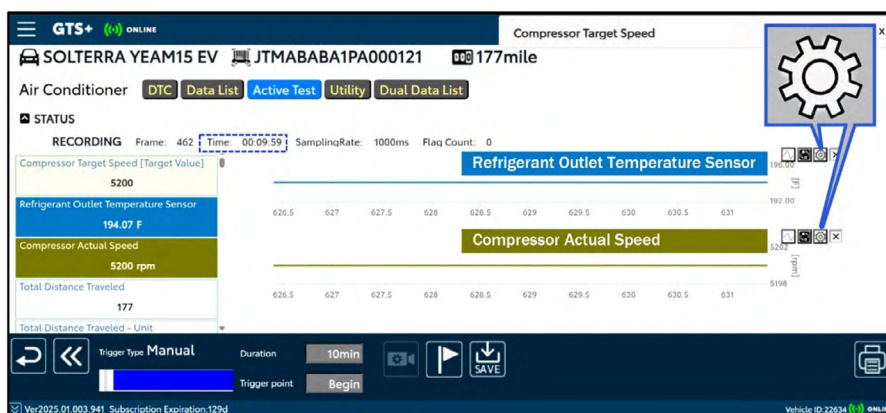 GTS+ ONLINE
Compressor Target Speed
X
SOLTERRA YEAM15 EV JTMABABA1PA000121 177mile
Air Conditioner DTC Data List Active Test Utility Dual Data List
STATUS
RECORDING Frame: 462 Time: 00:09:59 SamplingRate: 1000ms Flag Count: 0
Compressor Target Speed [Target Value]
5200
Refrigerant Outlet Temperature Sensor
194.07 F
Compressor Actual Speed
5200 rpm
Total Distance Traveled
177
Total Distance Traveled - Unit
Refrigerant Outlet Temperature Sensor
196.00
[F]
192.00
626.5 627 627.5 628 628.5 629 629.5 630 630.5 631
Compressor Actual Speed
5202
[rpm]
5198
626.5 627 627.5 628 628.5 629 629.5 630 630.5 631
Trigger Type Manual
Duration 10min
Trigger point Begin
SAVE
Ver2025.01.003.941 Subscription Expiration:129d
Vehicle ID:22634 ONLI